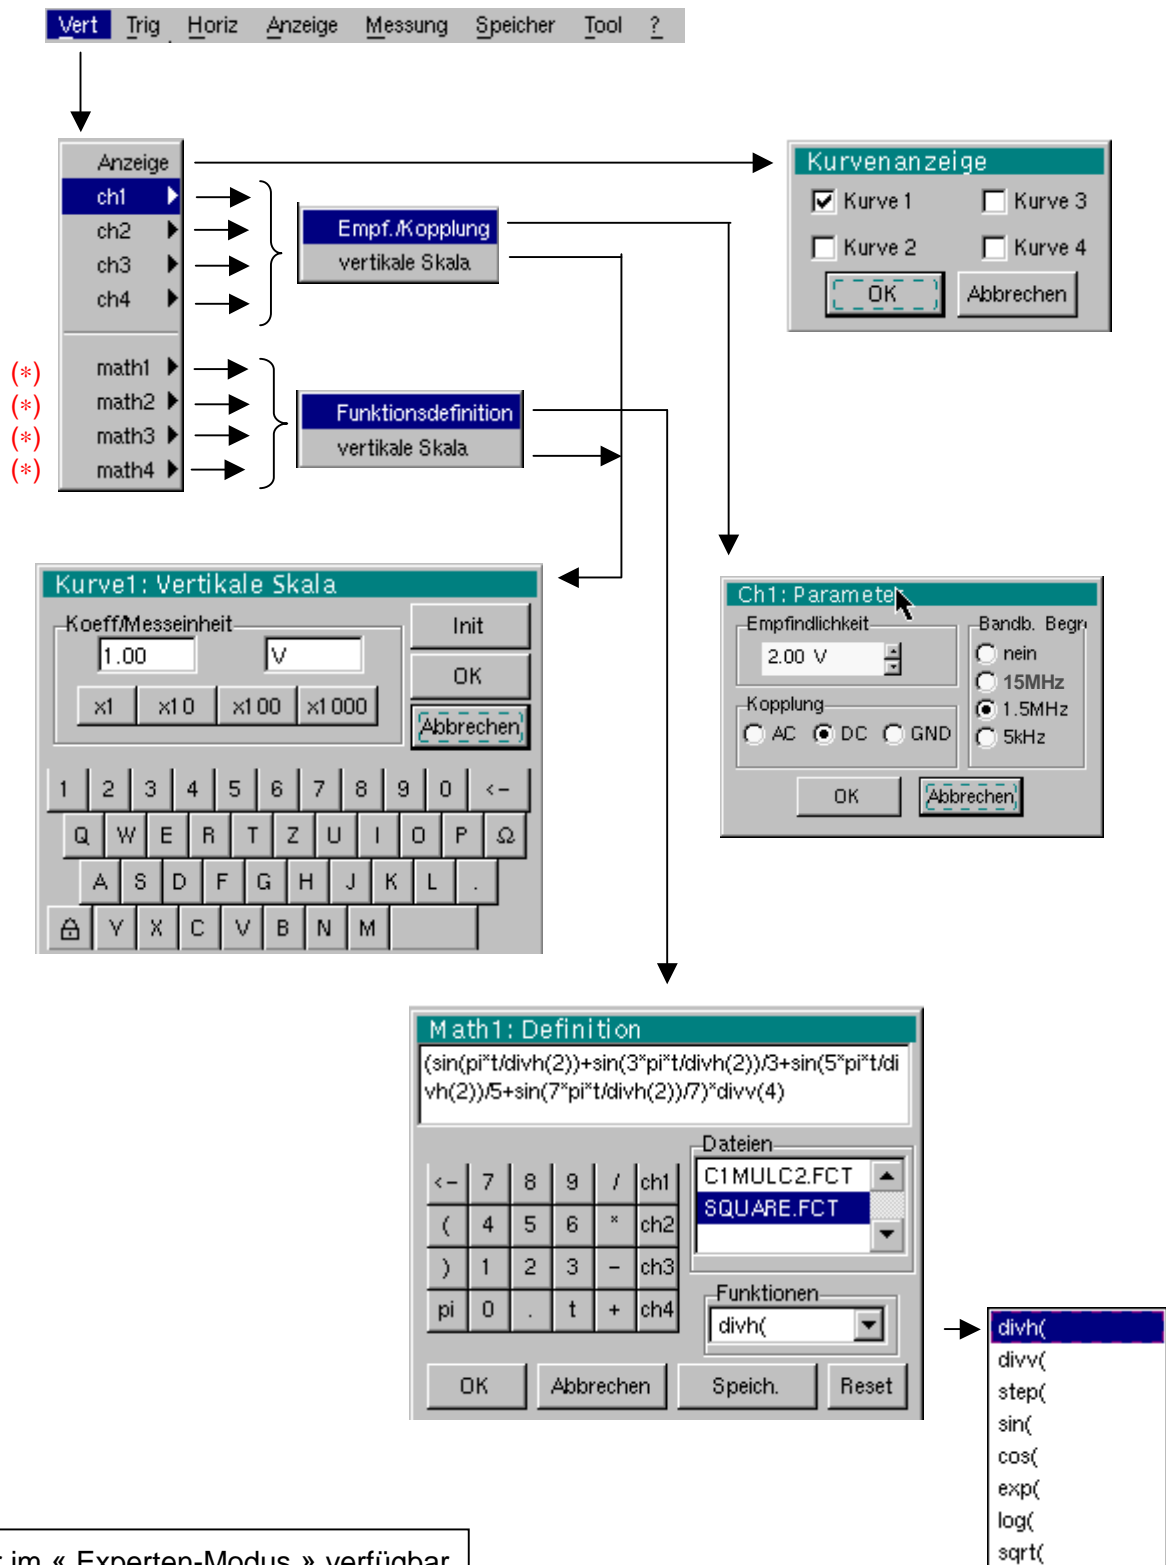 Vert Trig Horiz Anzeige Messung Speicher Tool ?
Anzeige
ch1
ch2
ch3
ch4
(*) math1
(*) math2
(*) math3
(*) math4
Empf./Kopplung
vertikale Skala
Funktionsdefinition
vertikale Skala
Kurvenanzeige
Kurve 1 Kurve 3
Kurve 2 Kurve 4
OK Abbrechen
Kurve1: Vertikale Skala
Koeff/Messeinheit
1.00 V
x1 x10 x100 x1000
Init
OK
Abbrechen
1 2 3 4 5 6 7 8 9 0 <-
Q W E R T Z U I O P Ω
A S D F G H J K L .
Y X C V B N M
Ch1: Parameter
Empfindlichkeit
2.00 V
Kopplung
AC DC GND
Bandb. Begr
nein
15MHz
1.5MHz
5kHz
OK Abbrechen
Math1: Definition
(sin(pi*t/divh(2))+sin(3*pi*t/divh(2))/3+sin(5*pi*t/di
vh(2))/5+sin(7*pi*t/divh(2))/7)*divv(4)
<- 7 8 9 / ch1
( 4 5 6 * ch2
) 1 2 3 - ch3
pi 0 . t + ch4
Dateien
C1MULC2.FCT
SQUARE.FCT
Funktionen
divh(
OK Abbrechen Speich. Reset
divh(
divv(
step(
sin(
cos(
exp(
log(
sqrt(
im « Experten-Modus » verfügbar